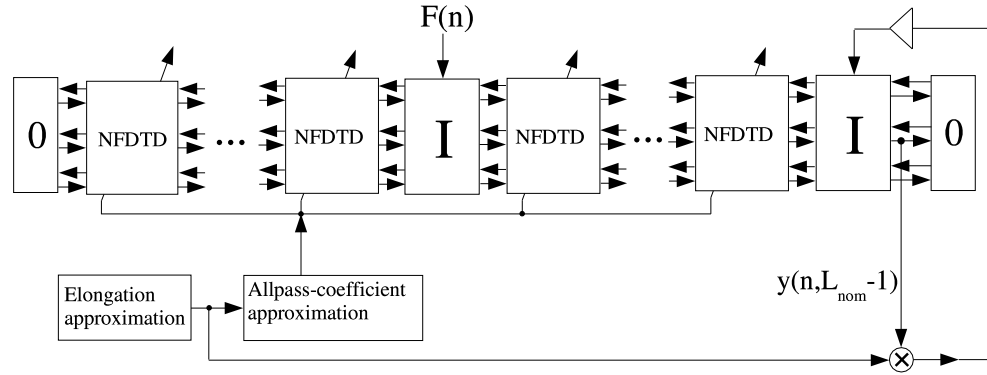 F(n)
0
NFDTD
...
NFDTD
I
NFDTD
...
NFDTD
I
0
y(n,L_nom-1)
Elongation
approximation
Allpass-coefficient
approximation
×